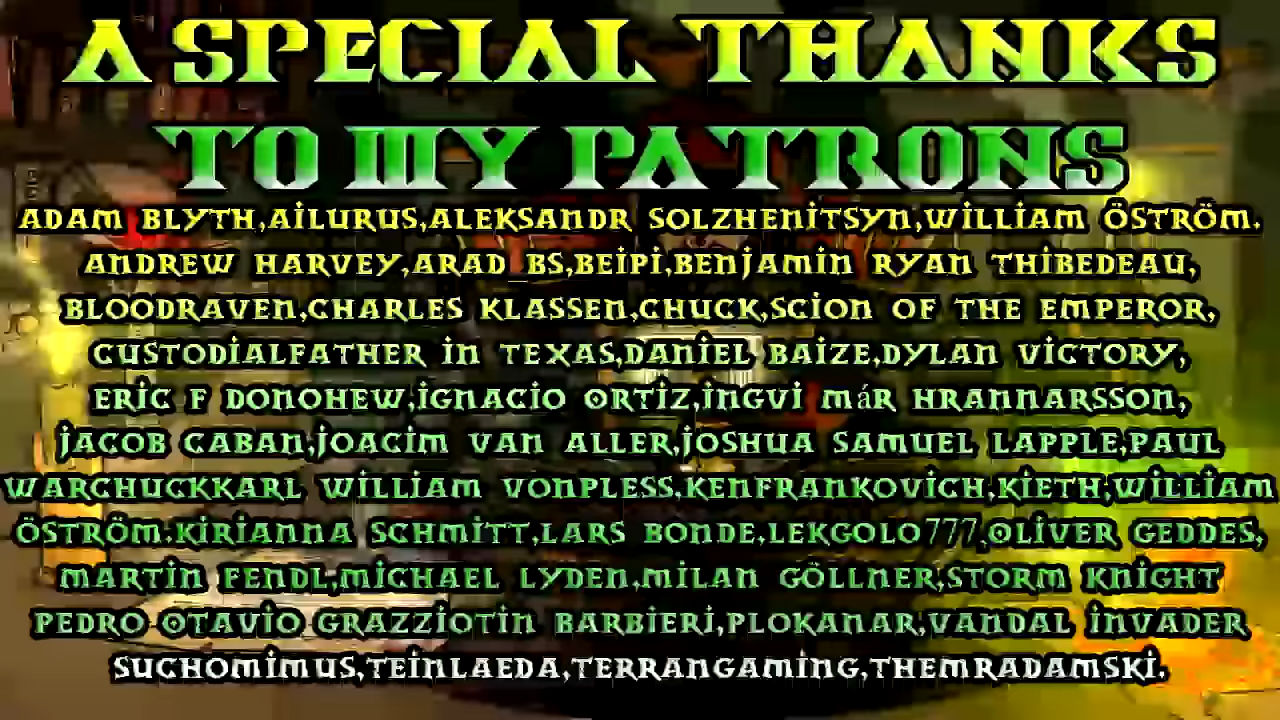 A SPECIAL THANKS
TO MY PATRONS
ADAM BLYTH,AILURUS,ALEKSANDR SOLZHENITSYN,WILLIAM ÖSTRÖM.
ANDREW HARVEY,ARAD BS,BEIPI,BENJAMIN RYAN THIBEDEAU,
BLOODRAVEN,CHARLES KLASSEN,CHUCK,SCION OF THE EMPEROR,
CUSTODIALFATHER IN TEXAS,DANIEL BAIZE,DYLAN VICTORY,
ERIC F DONOHEW,IGNACIO ORTIZ,INGVI MáR HRANNARSSON,
JACOB CABAN,JOACIM VAN ALLER,JOSHUA SAMUEL LAPPLE,PAUL
WARCHUCKKARL WILLIAM VONPLESS,KENFRANKOVICH,KIETH,WILLIAM
ÖSTRÖM.KIRIANNA SCHMITT,LARS BONDE,LEKGOLO777,OLIVER GEDDES,
MARTIN FENDL,MICHAEL LYDEN,MILAN GÖLLNER,STORM KNIGHT
PEDRO OTAVIO GRAZZIOTIN BARBIERI,PLOKANAR,VANDAL INVADER
SUCHOMIMUS,TEINLAEDA,TERRANGAMING,THEMRADAMSKI.